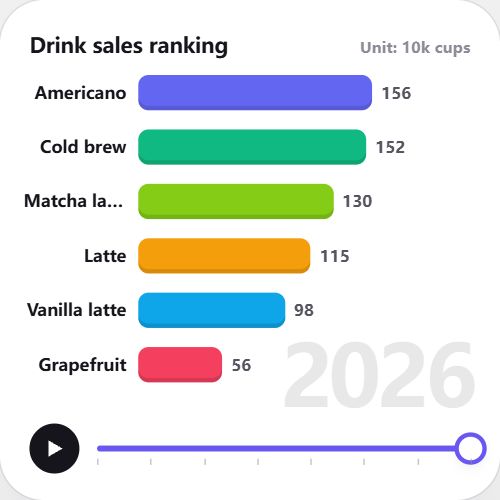 Drink sales ranking
Unit: 10k cups
Americano 156
Cold brew 152
Matcha la... 130
Latte 115
Vanilla latte 98
Grapefruit 56
2026